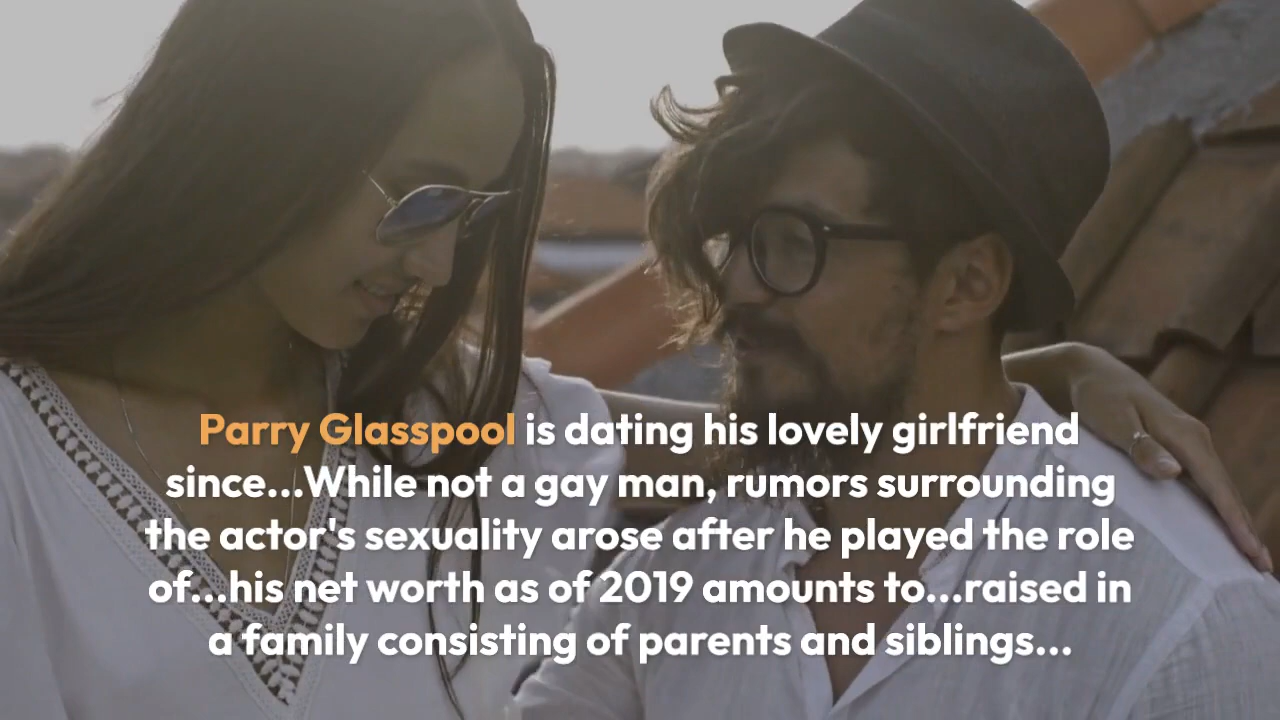 Parry Glasspool is dating his lovely girlfriend
since...While not a gay man, rumors surrounding
the actor's sexuality arose after he played the role
of...his net worth as of 2019 amounts to...raised in
a family consisting of parents and siblings...